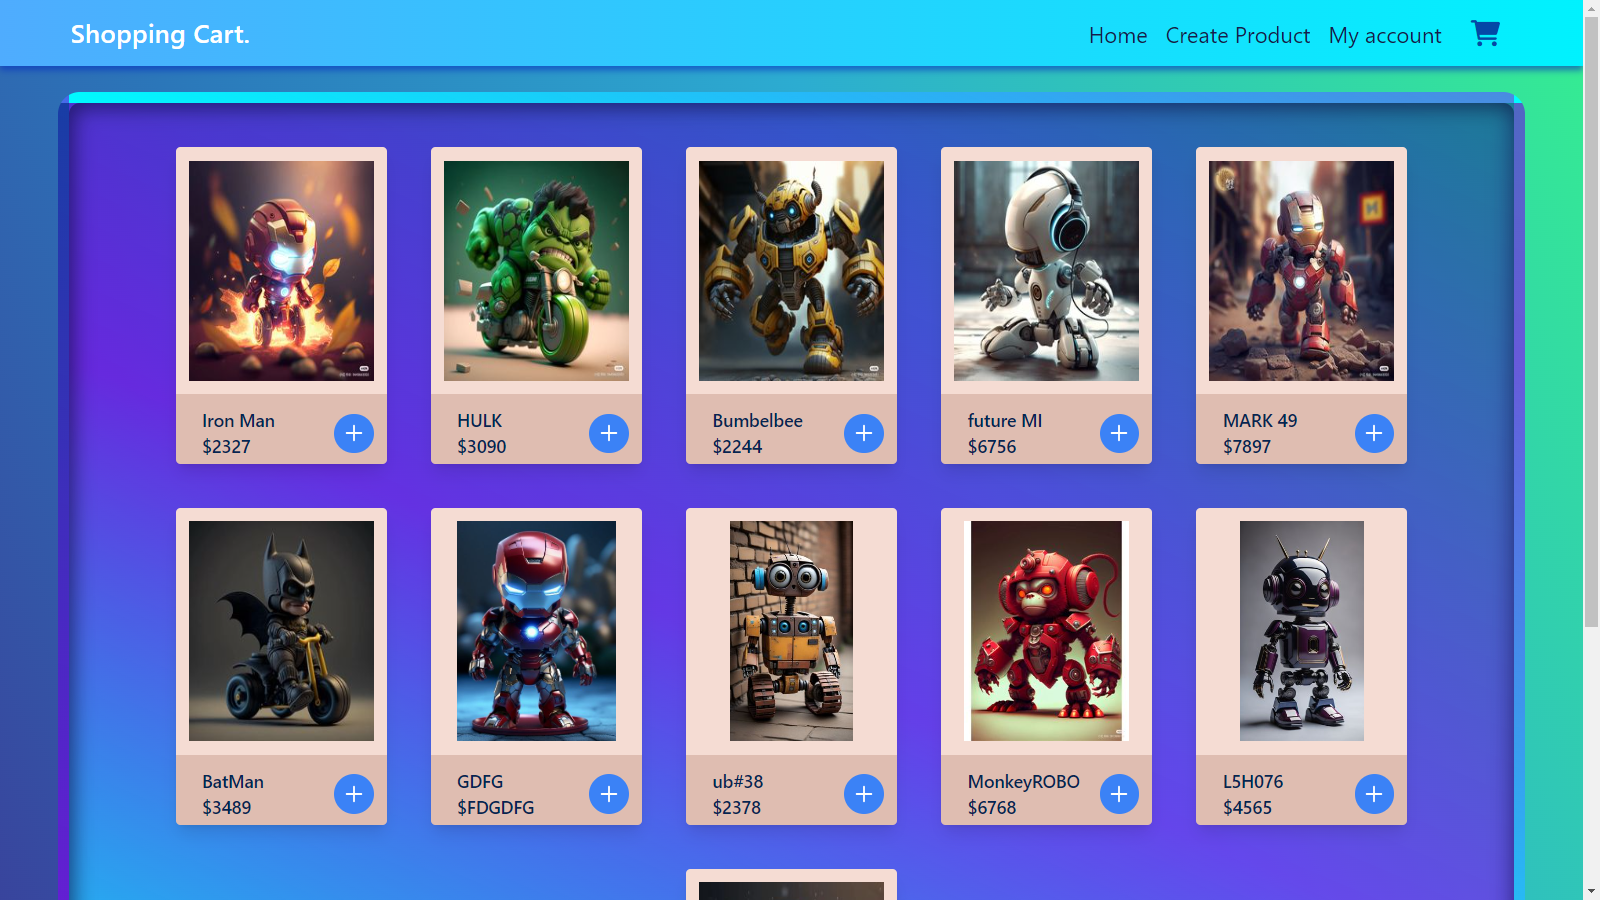 Shopping Cart.
Home
Create Product
My account
Iron Man
$2327
HULK
$3090
Bumbelbee
$2244
future MI
$6756
MARK 49
$7897
BatMan
$3489
GDFG
$FDGDFG
ub#38
$2378
MonkeyROBO
$6768
L5H076
$4565